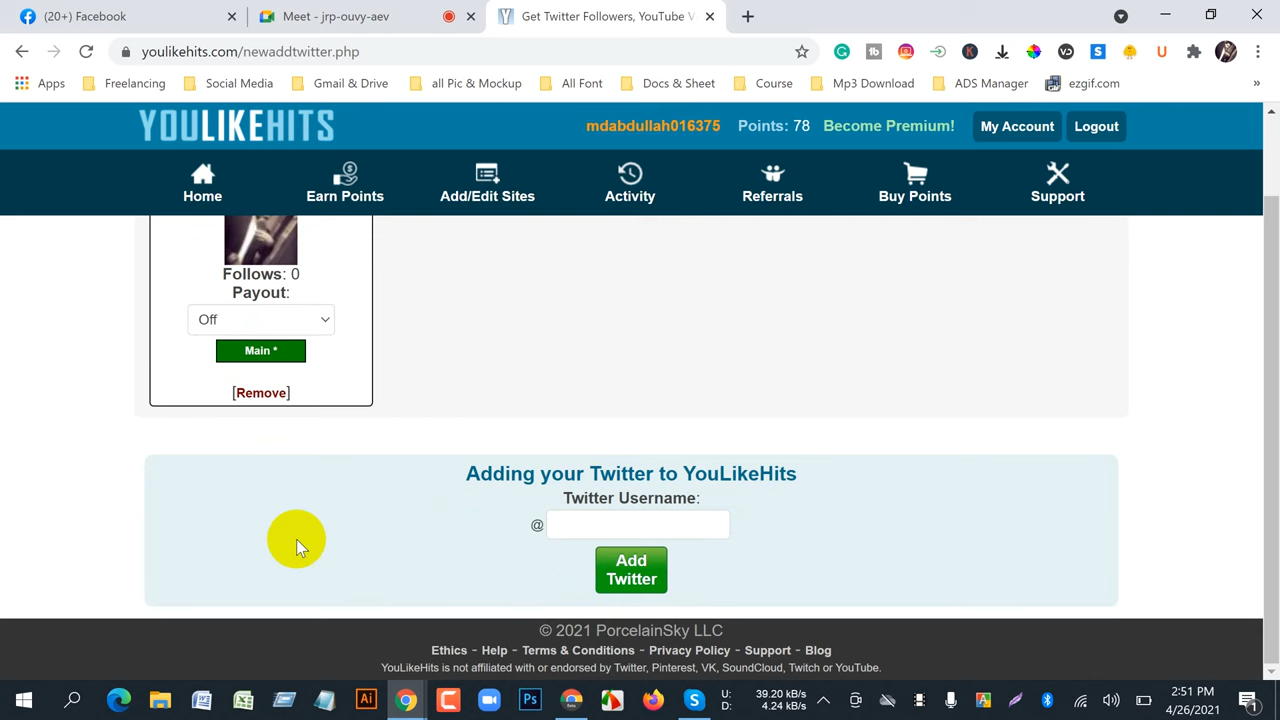 (20+) Facebook
Meet - jrp-ouvy-aev
Get Twitter Followers, YouTube V
youlikehits.com/newaddtwitter.php
Apps
Freelancing
Social Media
Gmail & Drive
all Pic & Mockup
All Font
Docs & Sheet
Course
Mp3 Download
ADS Manager
ezgif.com
»
YOULIKEHITS
mdabdullah016375
Points: 78
Become Premium!
My Account
Logout
Home
Earn Points
Add/Edit Sites
Activity
Referrals
Buy Points
Support
Follows: 0
Payout:
Off
Main *
[Remove]
Adding your Twitter to YouLikeHits
Twitter Username:
@
Add
Twitter
© 2021 PorcelainSky LLC
Ethics - Help - Terms & Conditions - Privacy Policy - Support - Blog
YouLikeHits is not affiliated with or endorsed by Twitter, Pinterest, VK, SoundCloud, Twitch or YouTube.
U: 39.20 kB/s
D: 4.24 kB/s
2:51 PM
4/26/2021